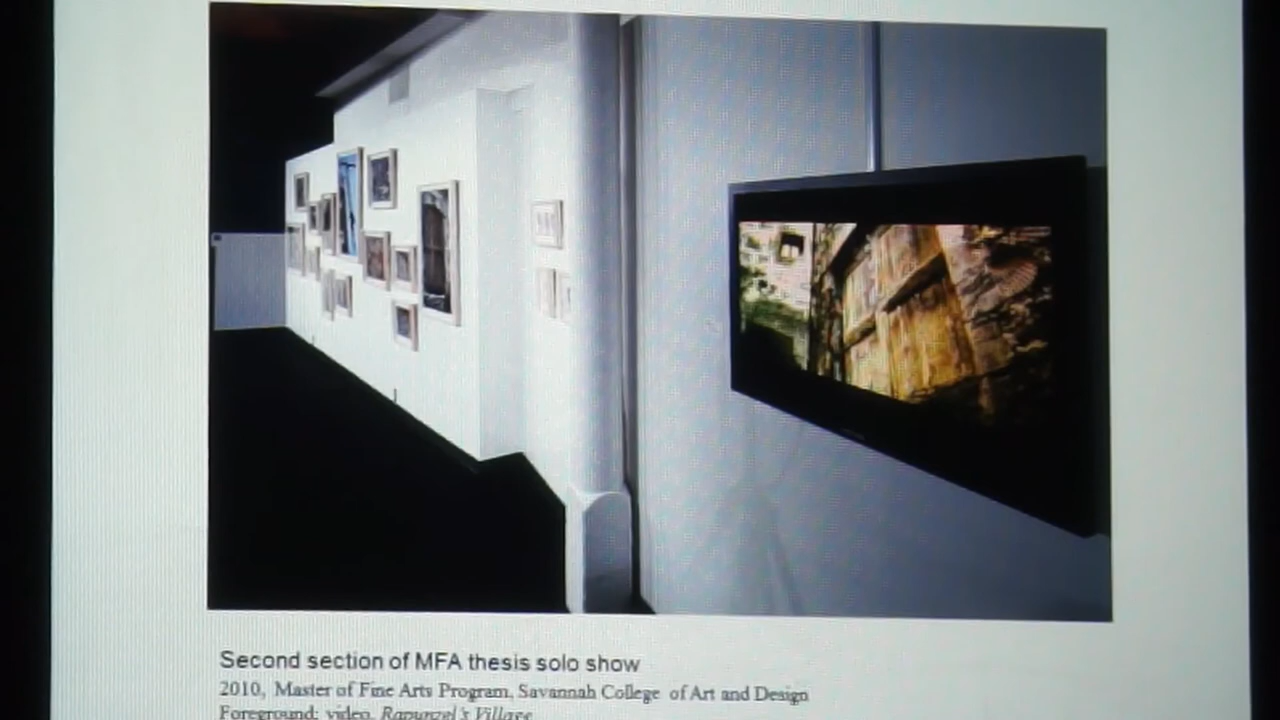 Second section of MFA thesis solo show
2010, Master of Fine Arts Program, Savannah College of Art and Design
Foreground: video, Rapunzel's Village